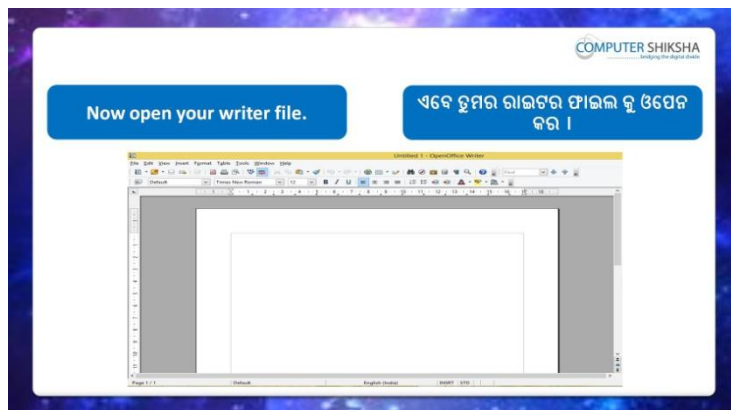 COMPUTER SHIKSHA
bridging the digital divide
Now open your writer file.
ଏବେ ତୁମର ରାଇଟର ଫାଇଲ କୁ ଓପେନ
କର ।
Untitled 1 - OpenOffice Writer
File Edit View Insert Format Table Tools Window Help
Default Times New Roman 12
Page 1 / 1 Default English (India) INSRT STD